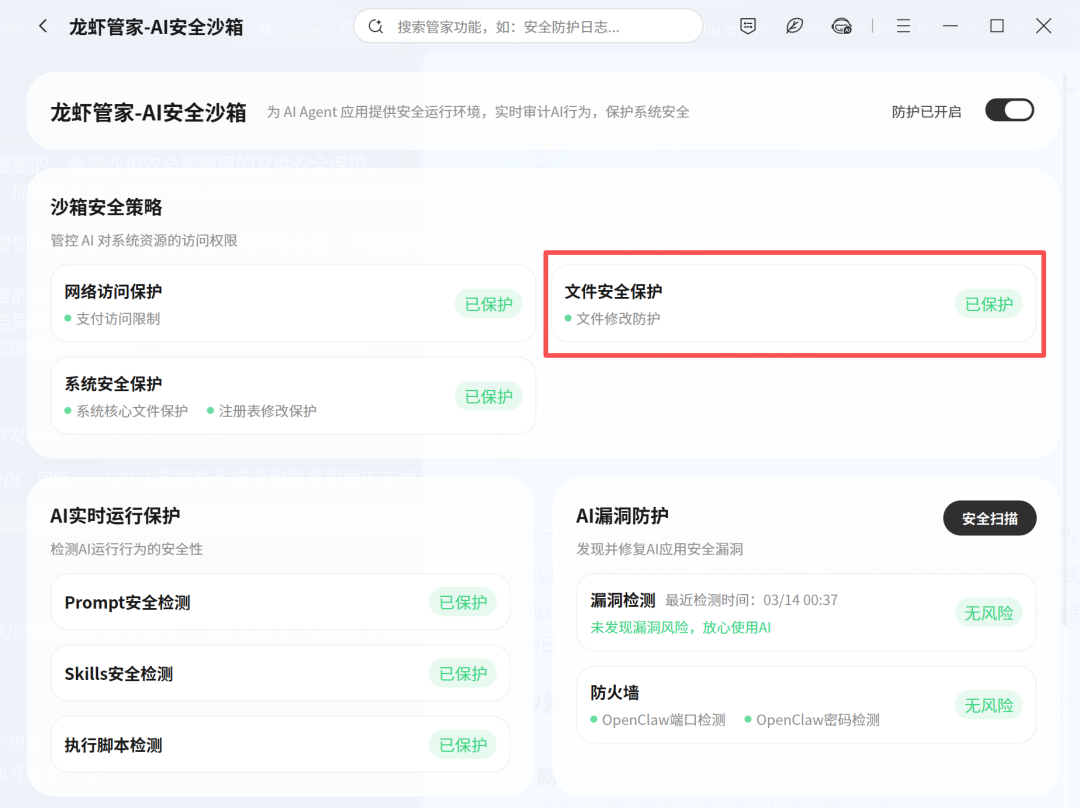 龙虾管家-AI安全沙箱
搜索管家功能，如：安全防护日志...
龙虾管家-AI安全沙箱
为 AI Agent 应用提供安全运行环境，实时审计AI行为，保护系统安全
防护已开启
沙箱安全策略
管控 AI 对系统资源的访问权限
网络访问保护
支付访问限制
已保护
文件安全保护
文件修改防护
已保护
系统安全保护
系统核心文件保护 注册表修改保护
已保护
AI实时运行保护
检测AI运行行为的安全性
Prompt安全检测
已保护
Skills安全检测
已保护
执行脚本检测
已保护
AI漏洞防护
发现并修复AI应用安全漏洞
安全扫描
漏洞检测 最近检测时间：03/14 00:37
未发现漏洞风险，放心使用AI
无风险
防火墙
OpenClaw端口检测 OpenClaw密码检测
无风险